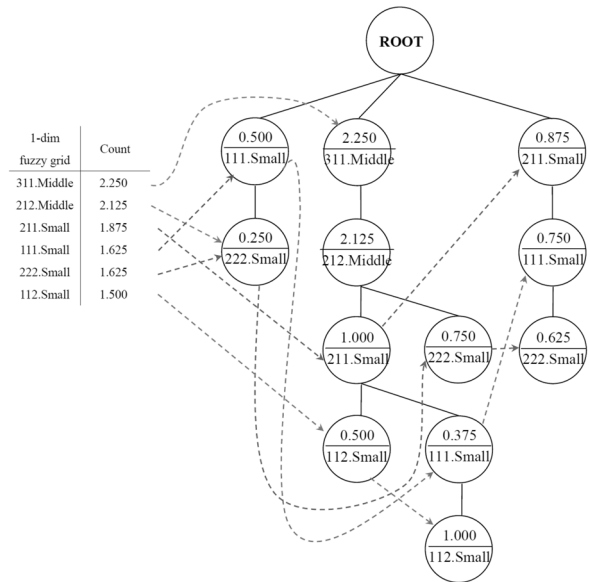 ROOT
1-dim
fuzzy grid
Count
311.Middle 2.250
212.Middle 2.125
211.Small 1.875
111.Small 1.625
222.Small 1.625
112.Small 1.500
0.500
111.Small
2.250
311.Middle
0.875
211.Small
0.250
222.Small
2.125
212.Middle
0.750
111.Small
1.000
211.Small
0.750
222.Small
0.625
222.Small
0.500
112.Small
0.375
111.Small
1.000
112.Small